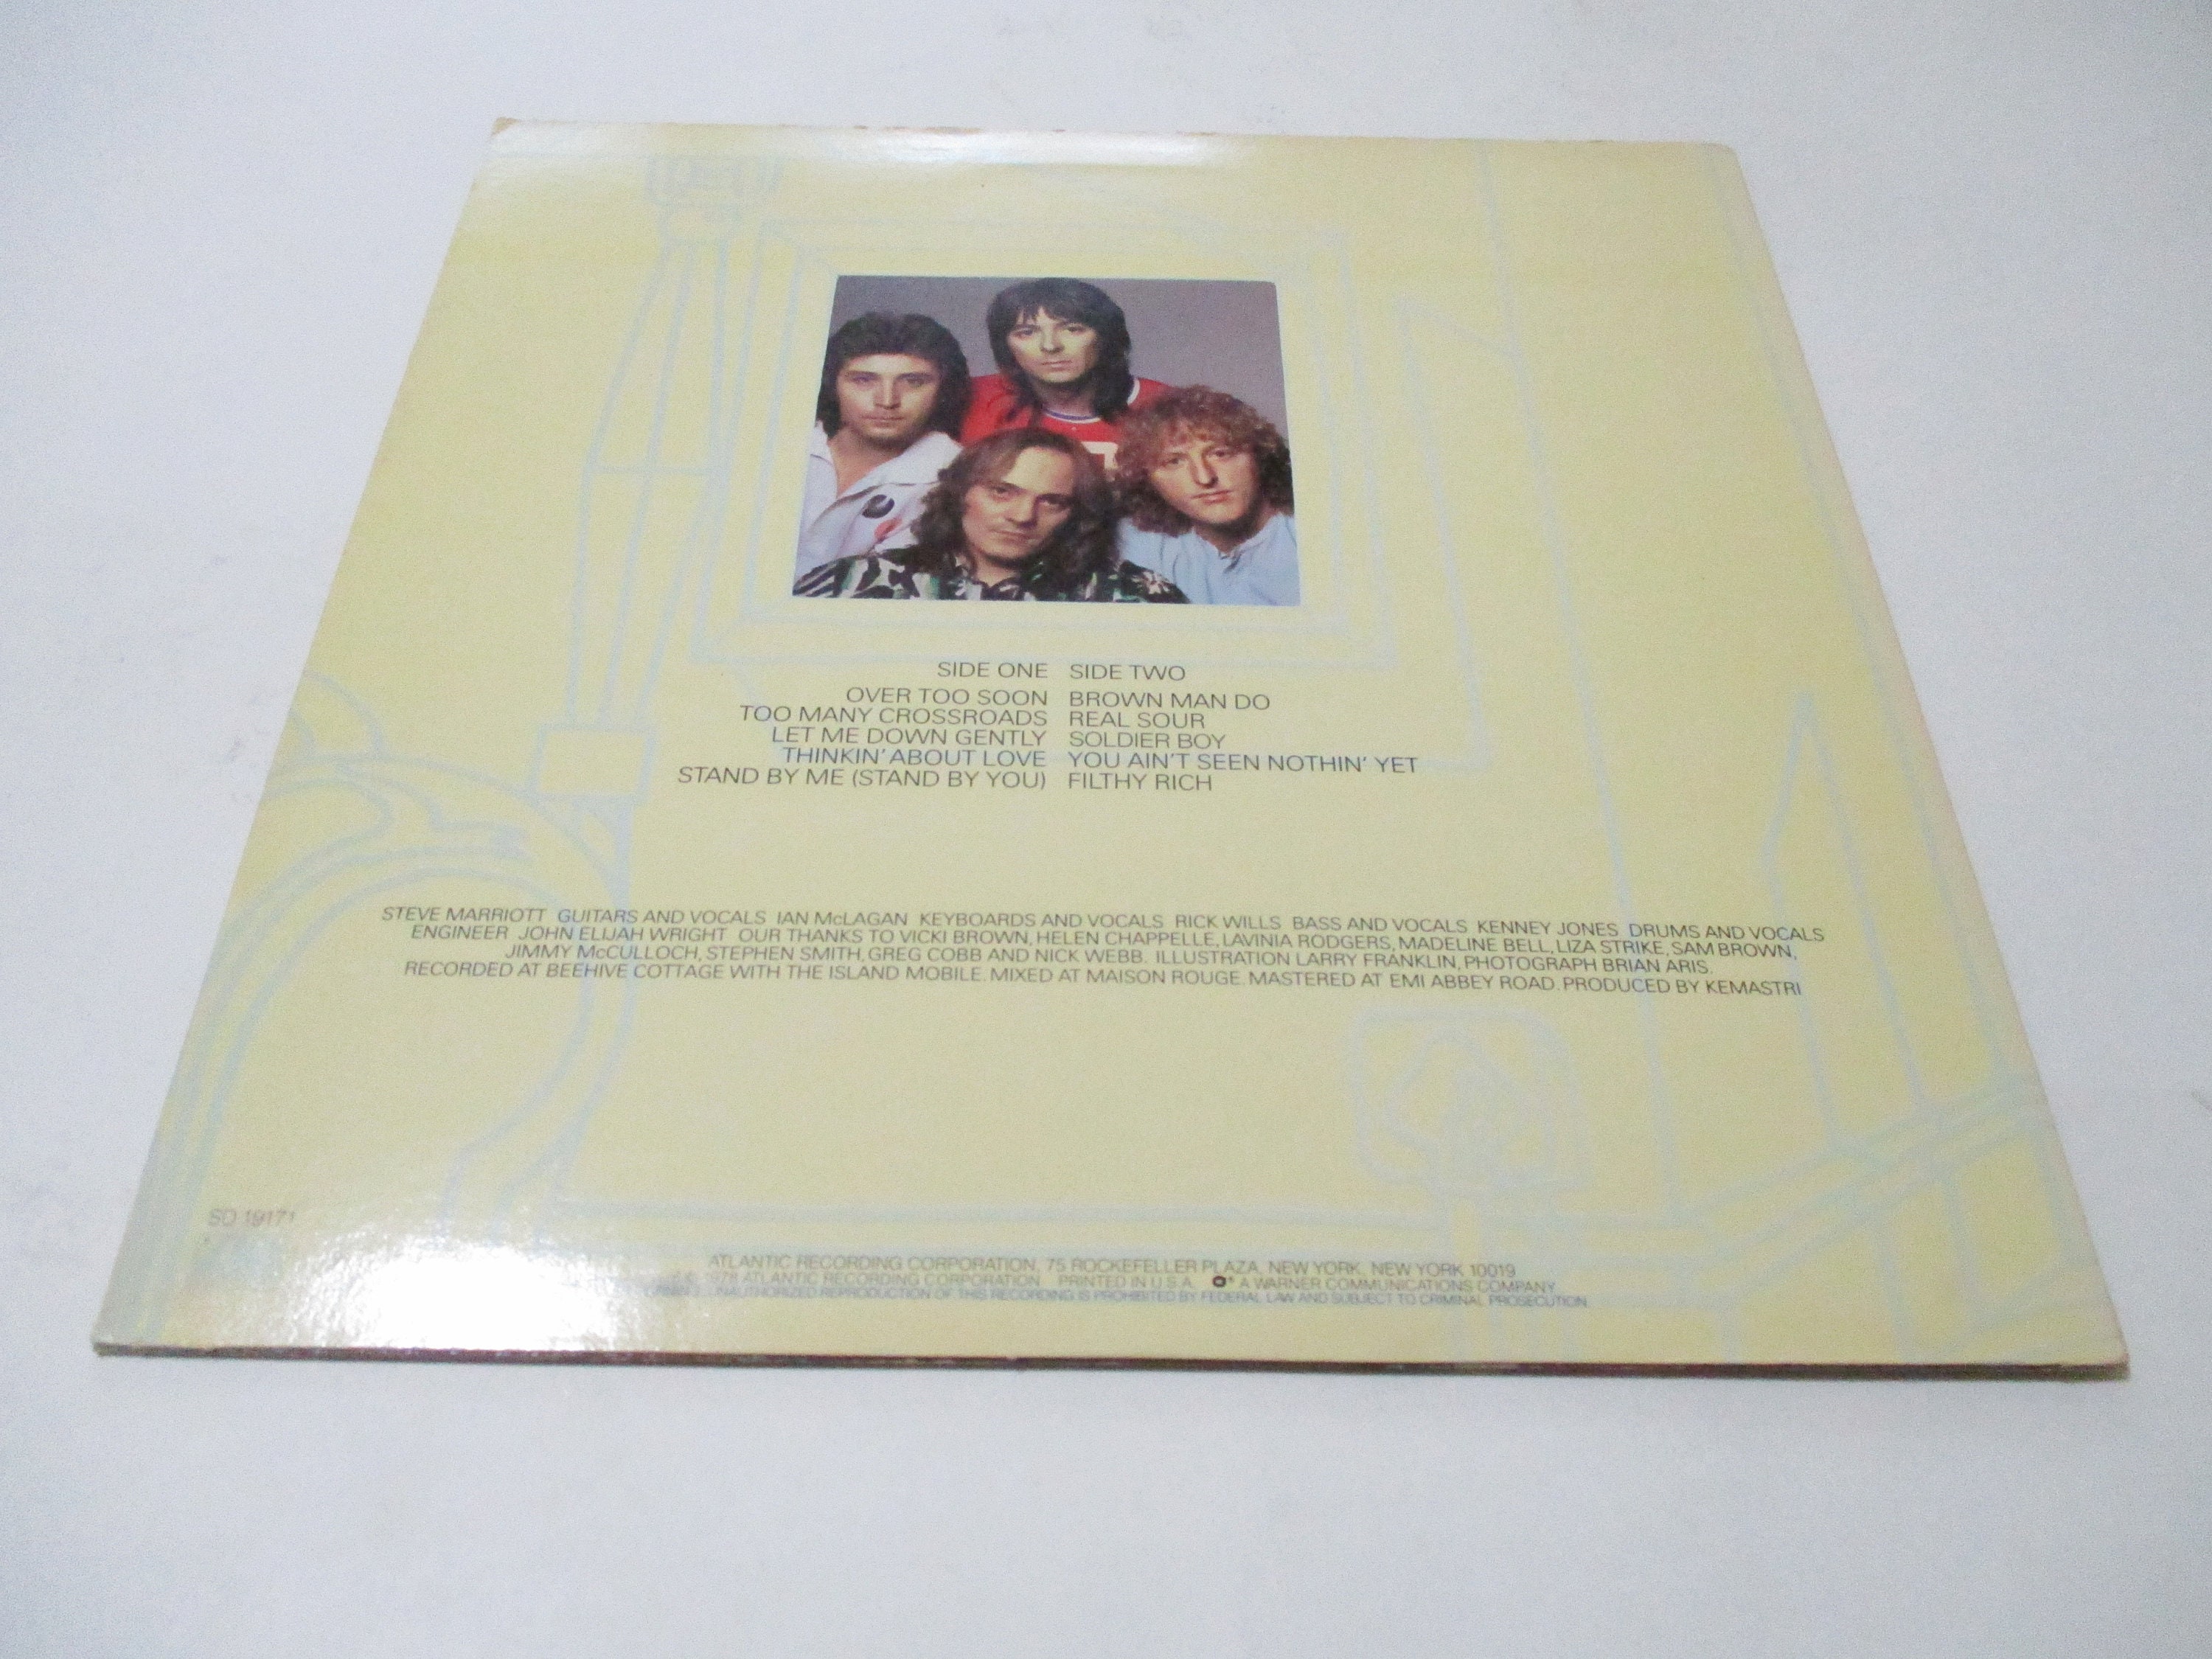 SIDE ONE SIDE TWO
OVER TOO SOON BROWN MAN DO
TOO MANY CROSSROADS REAL SOUR
LET ME DOWN GENTLY SOLDIER BOY
THINKIN' ABOUT LOVE YOU AIN'T SEEN NOTHIN' YET
STAND BY ME (STAND BY YOU) FILTHY RICH
STEVE MARRIOTT GUITARS AND VOCALS IAN McLAGAN KEYBOARDS AND VOCALS RICK WILLS BASS AND VOCALS KENNEY JONES DRUMS AND VOCALS
ENGINEER JOHN ELIJAH WRIGHT OUR THANKS TO VICKI BROWN, HELEN CHAPPELLE, LAVINIA RODGERS, MADELINE BELL, LIZA STRIKE, SAM BROWN,
JIMMY McCULLOCH, STEPHEN SMITH, GREG COBB AND NICK WEBB. ILLUSTRATION LARRY FRANKLIN, PHOTOGRAPH BRIAN ARIS.
RECORDED AT BEEHIVE COTTAGE WITH THE ISLAND MOBILE. MIXED AT MAISON ROUGE. MASTERED AT EMI ABBEY ROAD. PRODUCED BY KEMASTRI
SD 19171
ATLANTIC RECORDING CORPORATION, 75 ROCKEFELLER PLAZA, NEW YORK, NEW YORK 10019
1978 ATLANTIC RECORDING CORPORATION PRINTED IN U.S.A. A WARNER COMMUNICATIONS COMPANY
UNAUTHORIZED REPRODUCTION OF THIS RECORDING IS PROHIBITED BY FEDERAL LAW AND SUBJECT TO CRIMINAL PROSECUTION